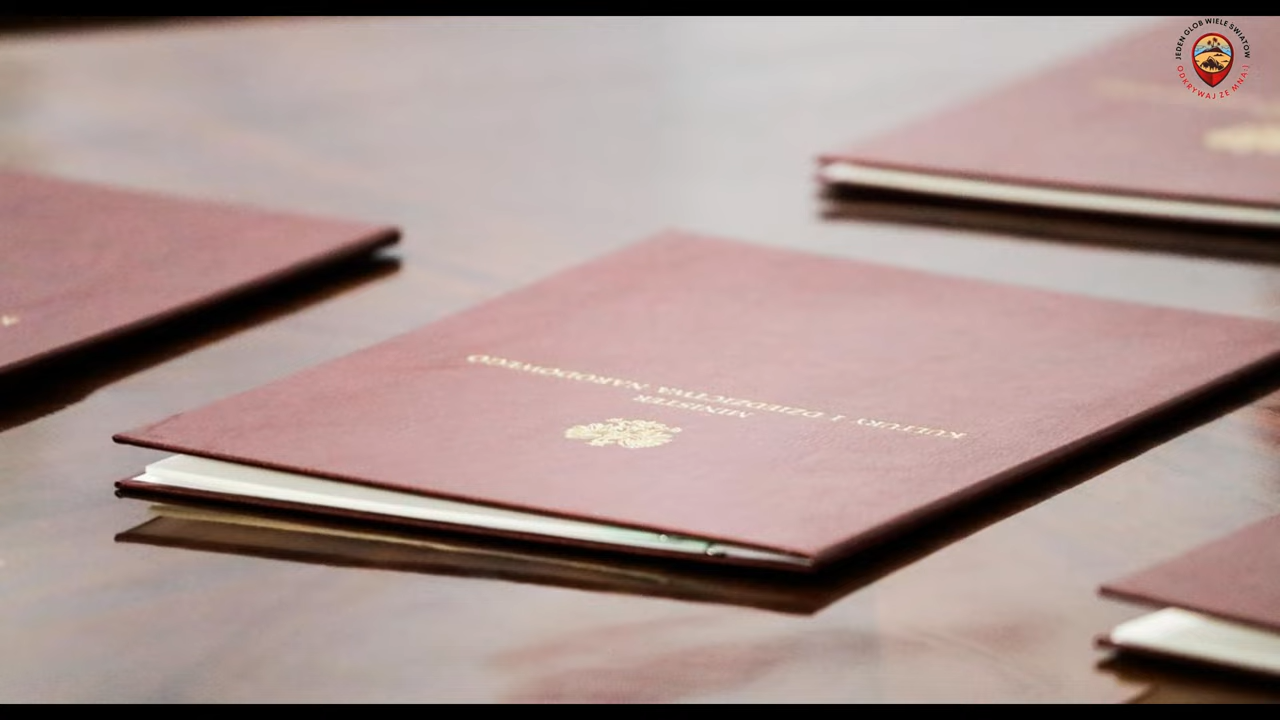 JEDEN GLOB WIELE ŚWIATÓW
ODKRYWAJ ZE MNĄ:)
MINISTER
KULTURY I DZIEDZICTWA NARODOWEGO